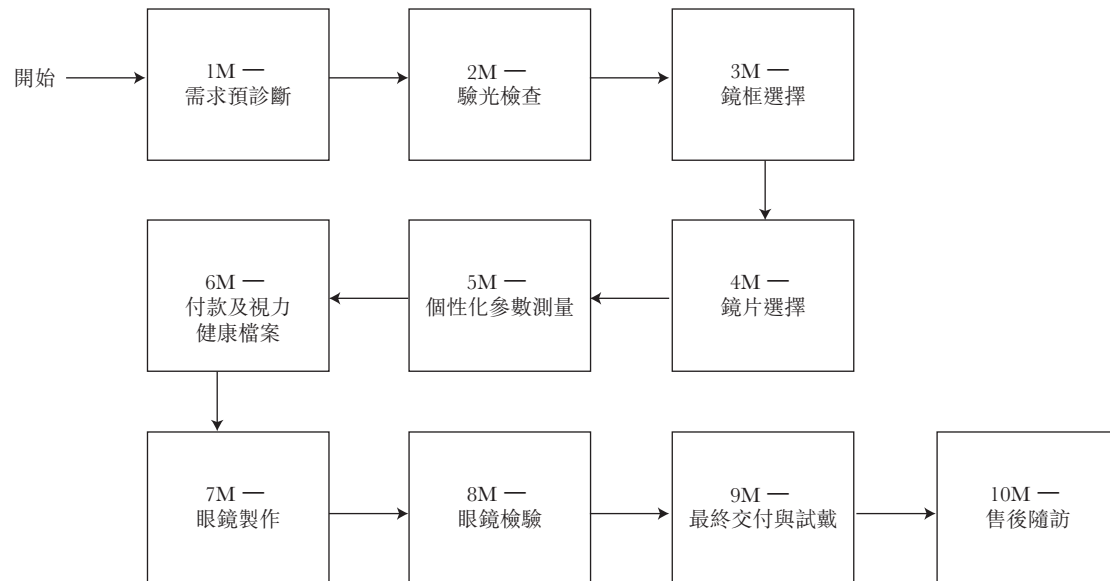 開始
1M —
需求預診斷
2M —
驗光檢查
3M —
鏡框選擇
4M —
鏡片選擇
5M —
個性化參數測量
6M —
付款及視力
健康檔案
7M —
眼鏡製作
8M —
眼鏡檢驗
9M —
最終交付與試戴
10M —
售後隨訪